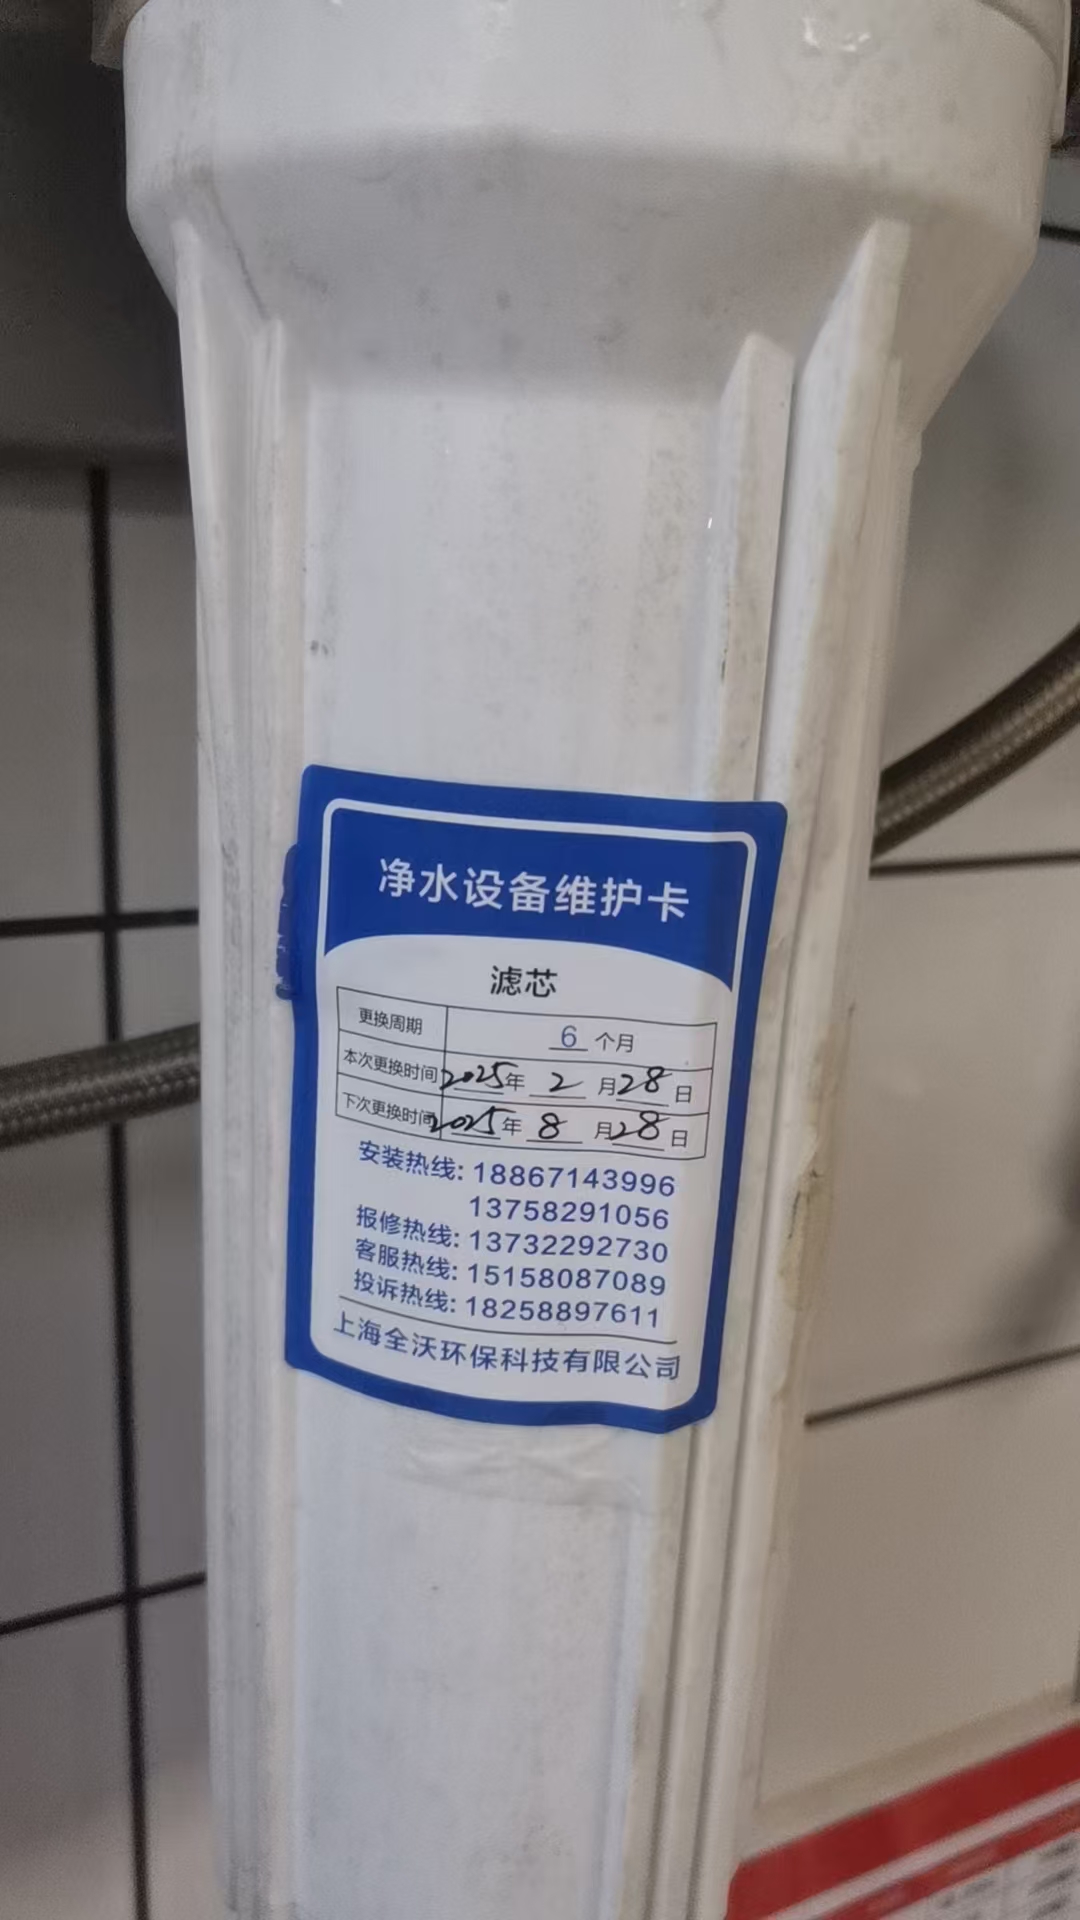 净水设备维护卡
滤芯
更换周期 6 个月
本次更换时间 2025年 2 月 28 日
下次更换时间 2025年 8 月 28 日
安装热线: 18867143996
13758291056
报修热线: 13732292730
客服热线: 15158087089
投诉热线: 18258897611
上海全沃环保科技有限公司